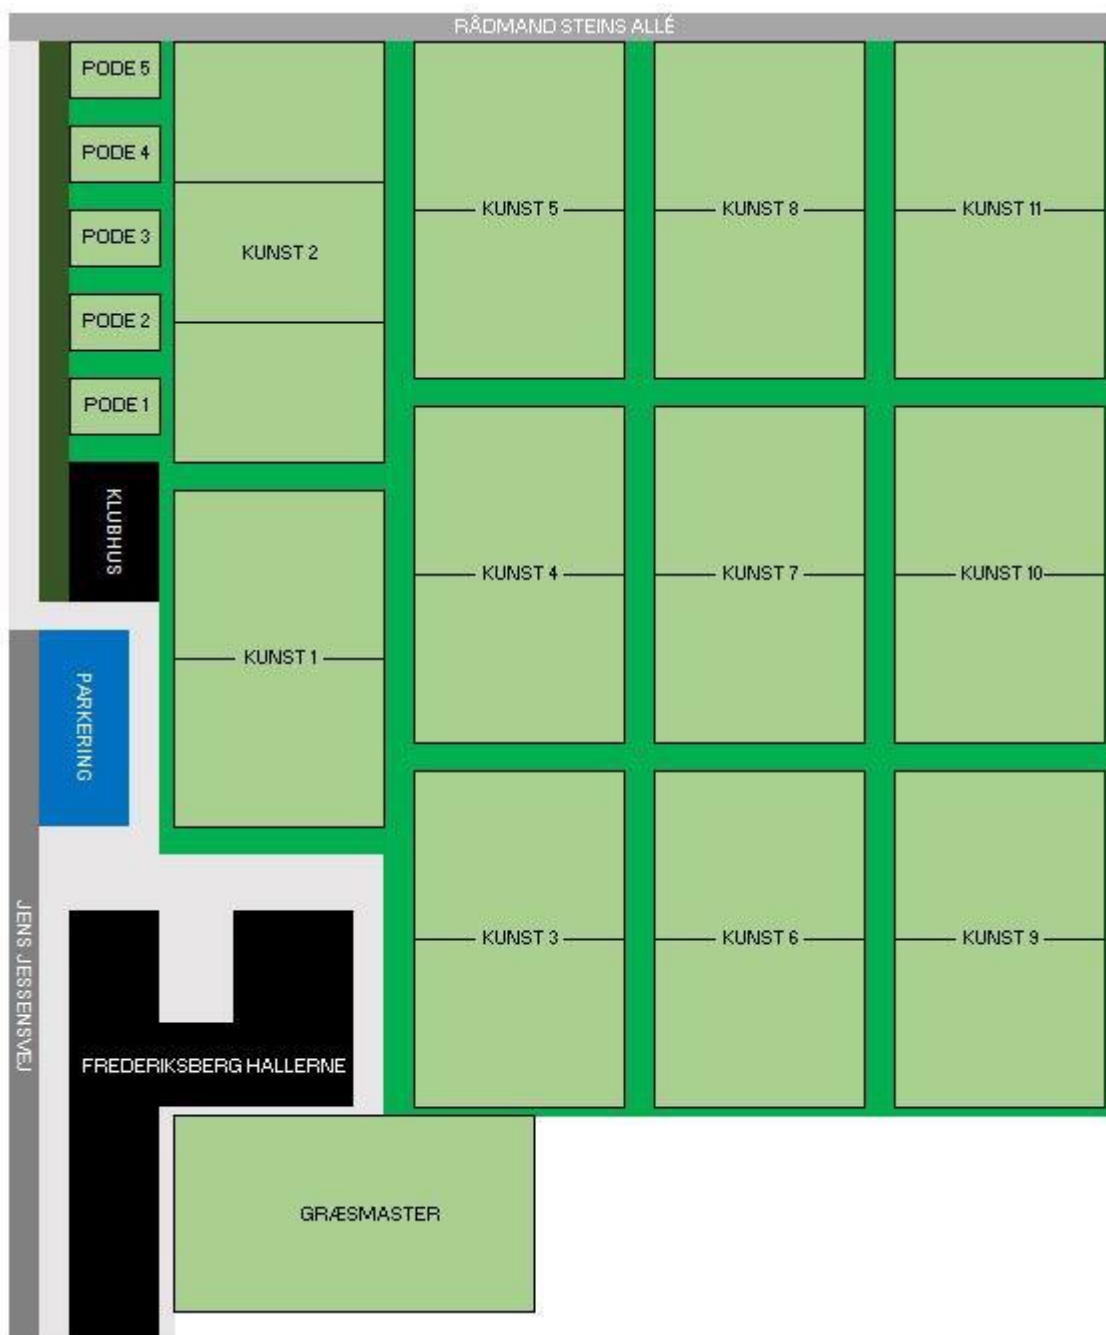 RÅDMAND STEINS ALLÉ
PODE 5
PODE 4
PODE 3
PODE 2
PODE 1
KLUBHUS
PARKERING
JENS JESSENSVEJ
KUNST 2
KUNST 1
KUNST 5
KUNST 8
KUNST 11
KUNST 4
KUNST 7
KUNST 10
KUNST 3
KUNST 6
KUNST 9
FREDERIKSBERG HALLERNE
GRÆSMASTER